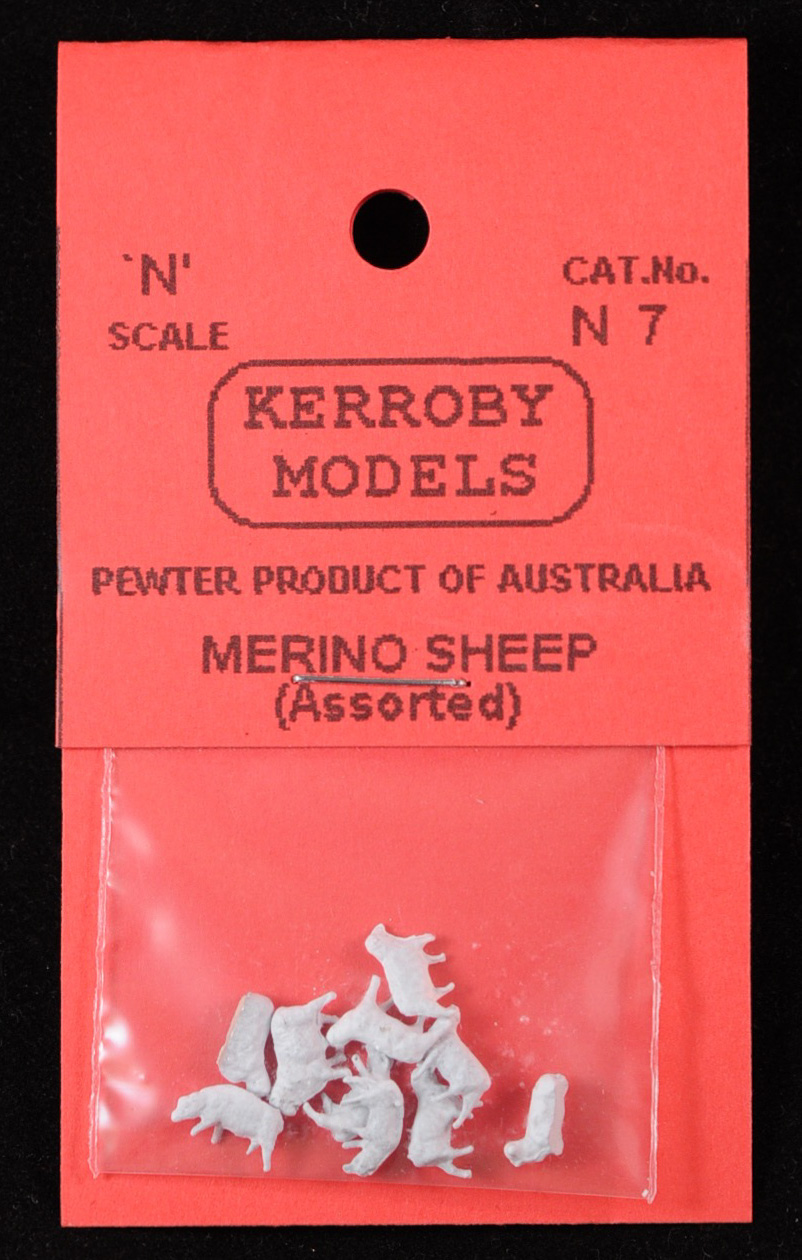 `N'
SCALE
CAT.No.
N 7
KERROBY
MODELS
PEWTER PRODUCT OF AUSTRALIA
MERINO SHEEP
(Assorted)